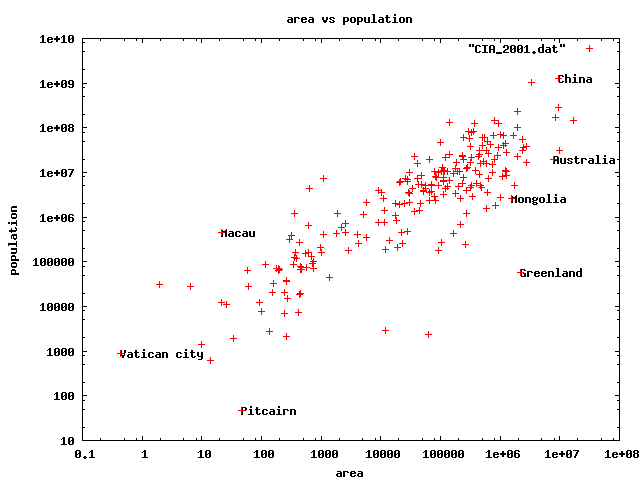 area vs population
1e+10
"CIA_2001.dat"
1e+09
China
1e+08
Australia
1e+07
Mongolia
1e+06
Macau
population
100000
Greenland
10000
1000
Vatican city
100
Pitcairn
10
0.1 1 10 100 1000 10000 100000 1e+06 1e+07 1e+08
area